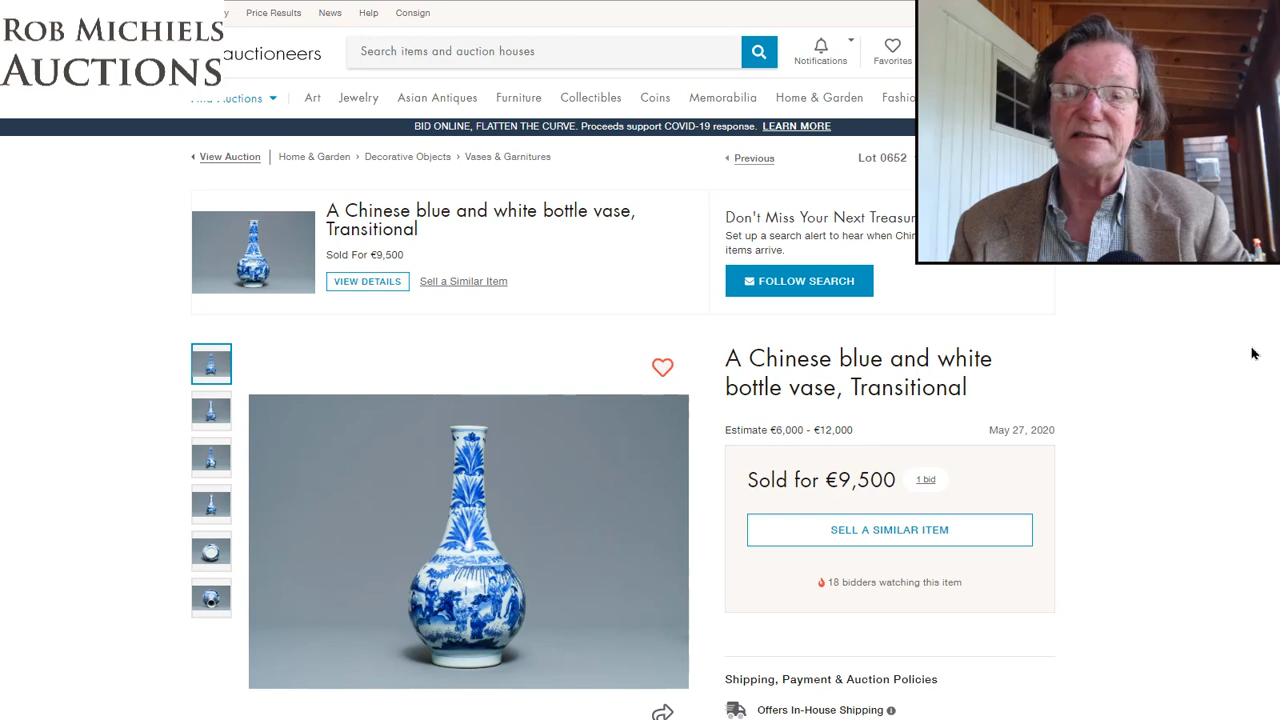 ROB MICHIELS
AUCTIONS
Price Results
News
Help
Consign
auctioneers
Search items and auction houses
Notifications
Favorites
Art
Jewelry
Asian Antiques
Furniture
Collectibles
Coins
Memorabilia
Home & Garden
BID ONLINE, FLATTEN THE CURVE. Proceeds support COVID-19 response. LEARN MORE
View Auction
Home & Garden
Decorative Objects
Vases & Garnitures
Previous
Lot 0652
A Chinese blue and white bottle vase,
Transitional
Sold For €9,500
VIEW DETAILS
Sell a Similar Item
Don't Miss Your Next
Set up a search alert to hear when
items arrive.
FOLLOW SEARCH
A Chinese blue and white
bottle vase, Transitional
Estimate €6,000 - €12,000
May 27, 2020
Sold for €9,500
1 bid
SELL A SIMILAR ITEM
18 bidders watching this item
Shipping, Payment & Auction Policies
Offers In-House Shipping